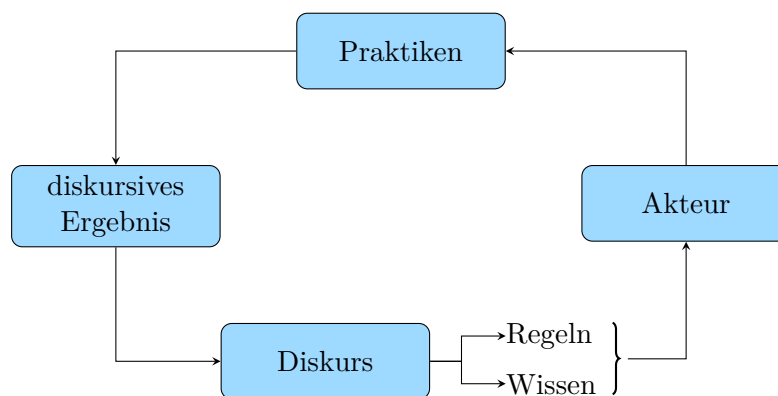 Praktiken
diskursives
Ergebnis
Akteur
Diskurs
Regeln
Wissen